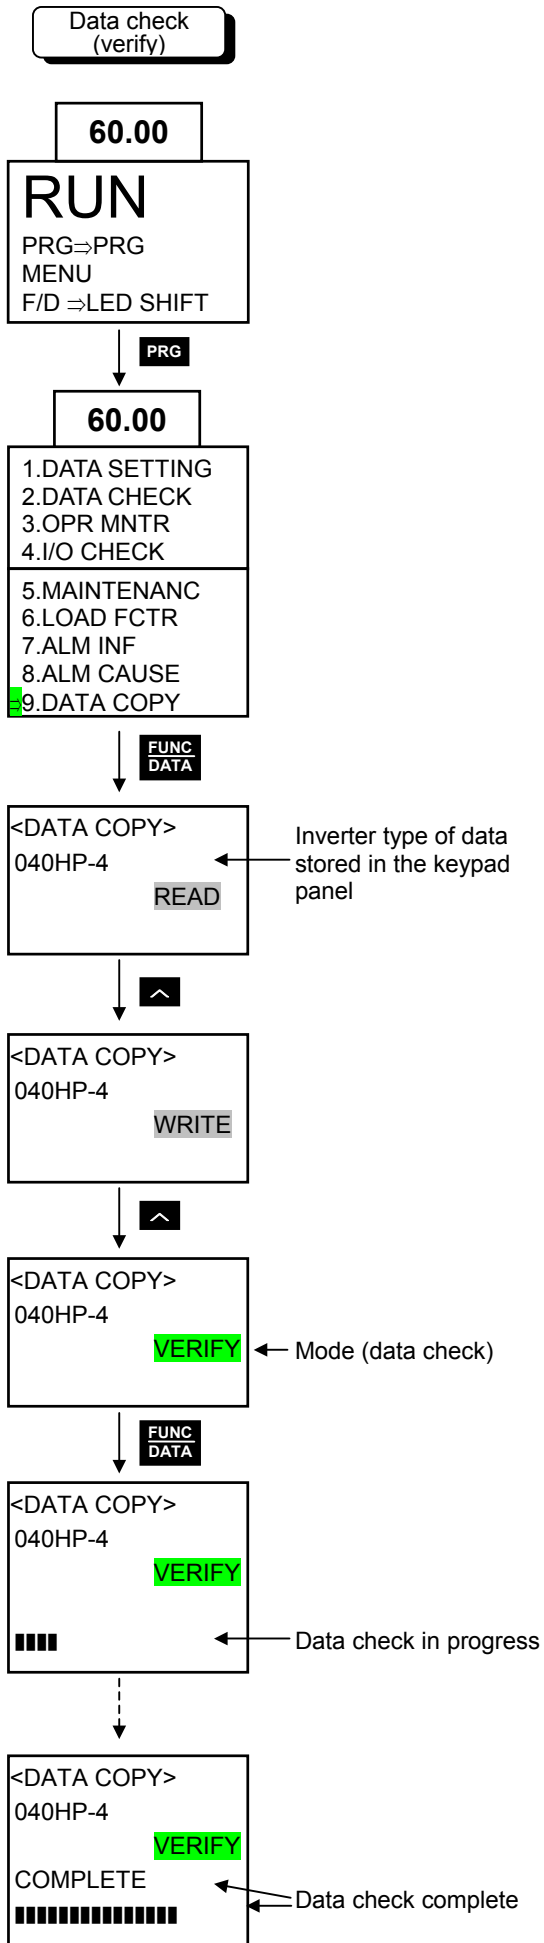 Data check
(verify)
60.00
RUN
PRG⇒PRG
MENU
F/D ⇒LED SHIFT
PRG
60.00
1.DATA SETTING
2.DATA CHECK
3.OPR MNTR
4.I/O CHECK
5.MAINTENANC
6.LOAD FCTR
7.ALM INF
8.ALM CAUSE
⇒9.DATA COPY
FUNC
DATA
<DATA COPY>
040HP-4
READ
Inverter type of data
stored in the keypad
panel
<DATA COPY>
040HP-4
WRITE
<DATA COPY>
040HP-4
VERIFY
Mode (data check)
FUNC
DATA
<DATA COPY>
040HP-4
VERIFY
Data check in progress
<DATA COPY>
040HP-4
VERIFY
COMPLETE
Data check complete